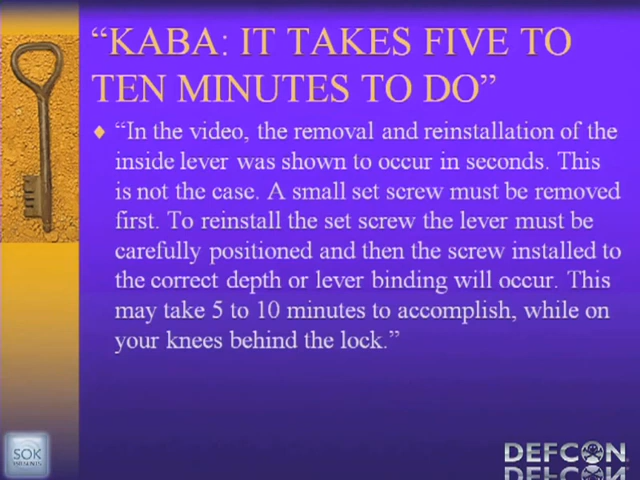 “KABA: IT TAKES FIVE TO
TEN MINUTES TO DO”
“In the video, the removal and reinstallation of the
inside lever was shown to occur in seconds. This
is not the case. A small set screw must be removed
first. To reinstall the set screw the lever must be
carefully positioned and then the screw installed to
the correct depth or lever binding will occur. This
may take 5 to 10 minutes to accomplish, while on
your knees behind the lock.”
SOK
DEFCON